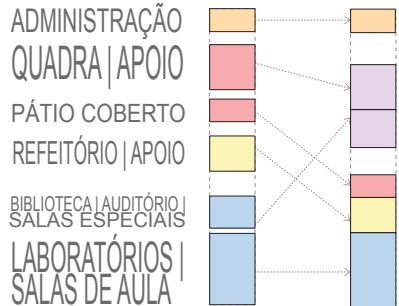 ADMINISTRAÇÃO
QUADRA | APOIO
PÁTIO COBERTO
REFEITÓRIO | APOIO
BIBLIOTECA | AUDITÓRIO |
SALAS ESPECIAIS
LABORATÓRIOS |
SALAS DE AULA